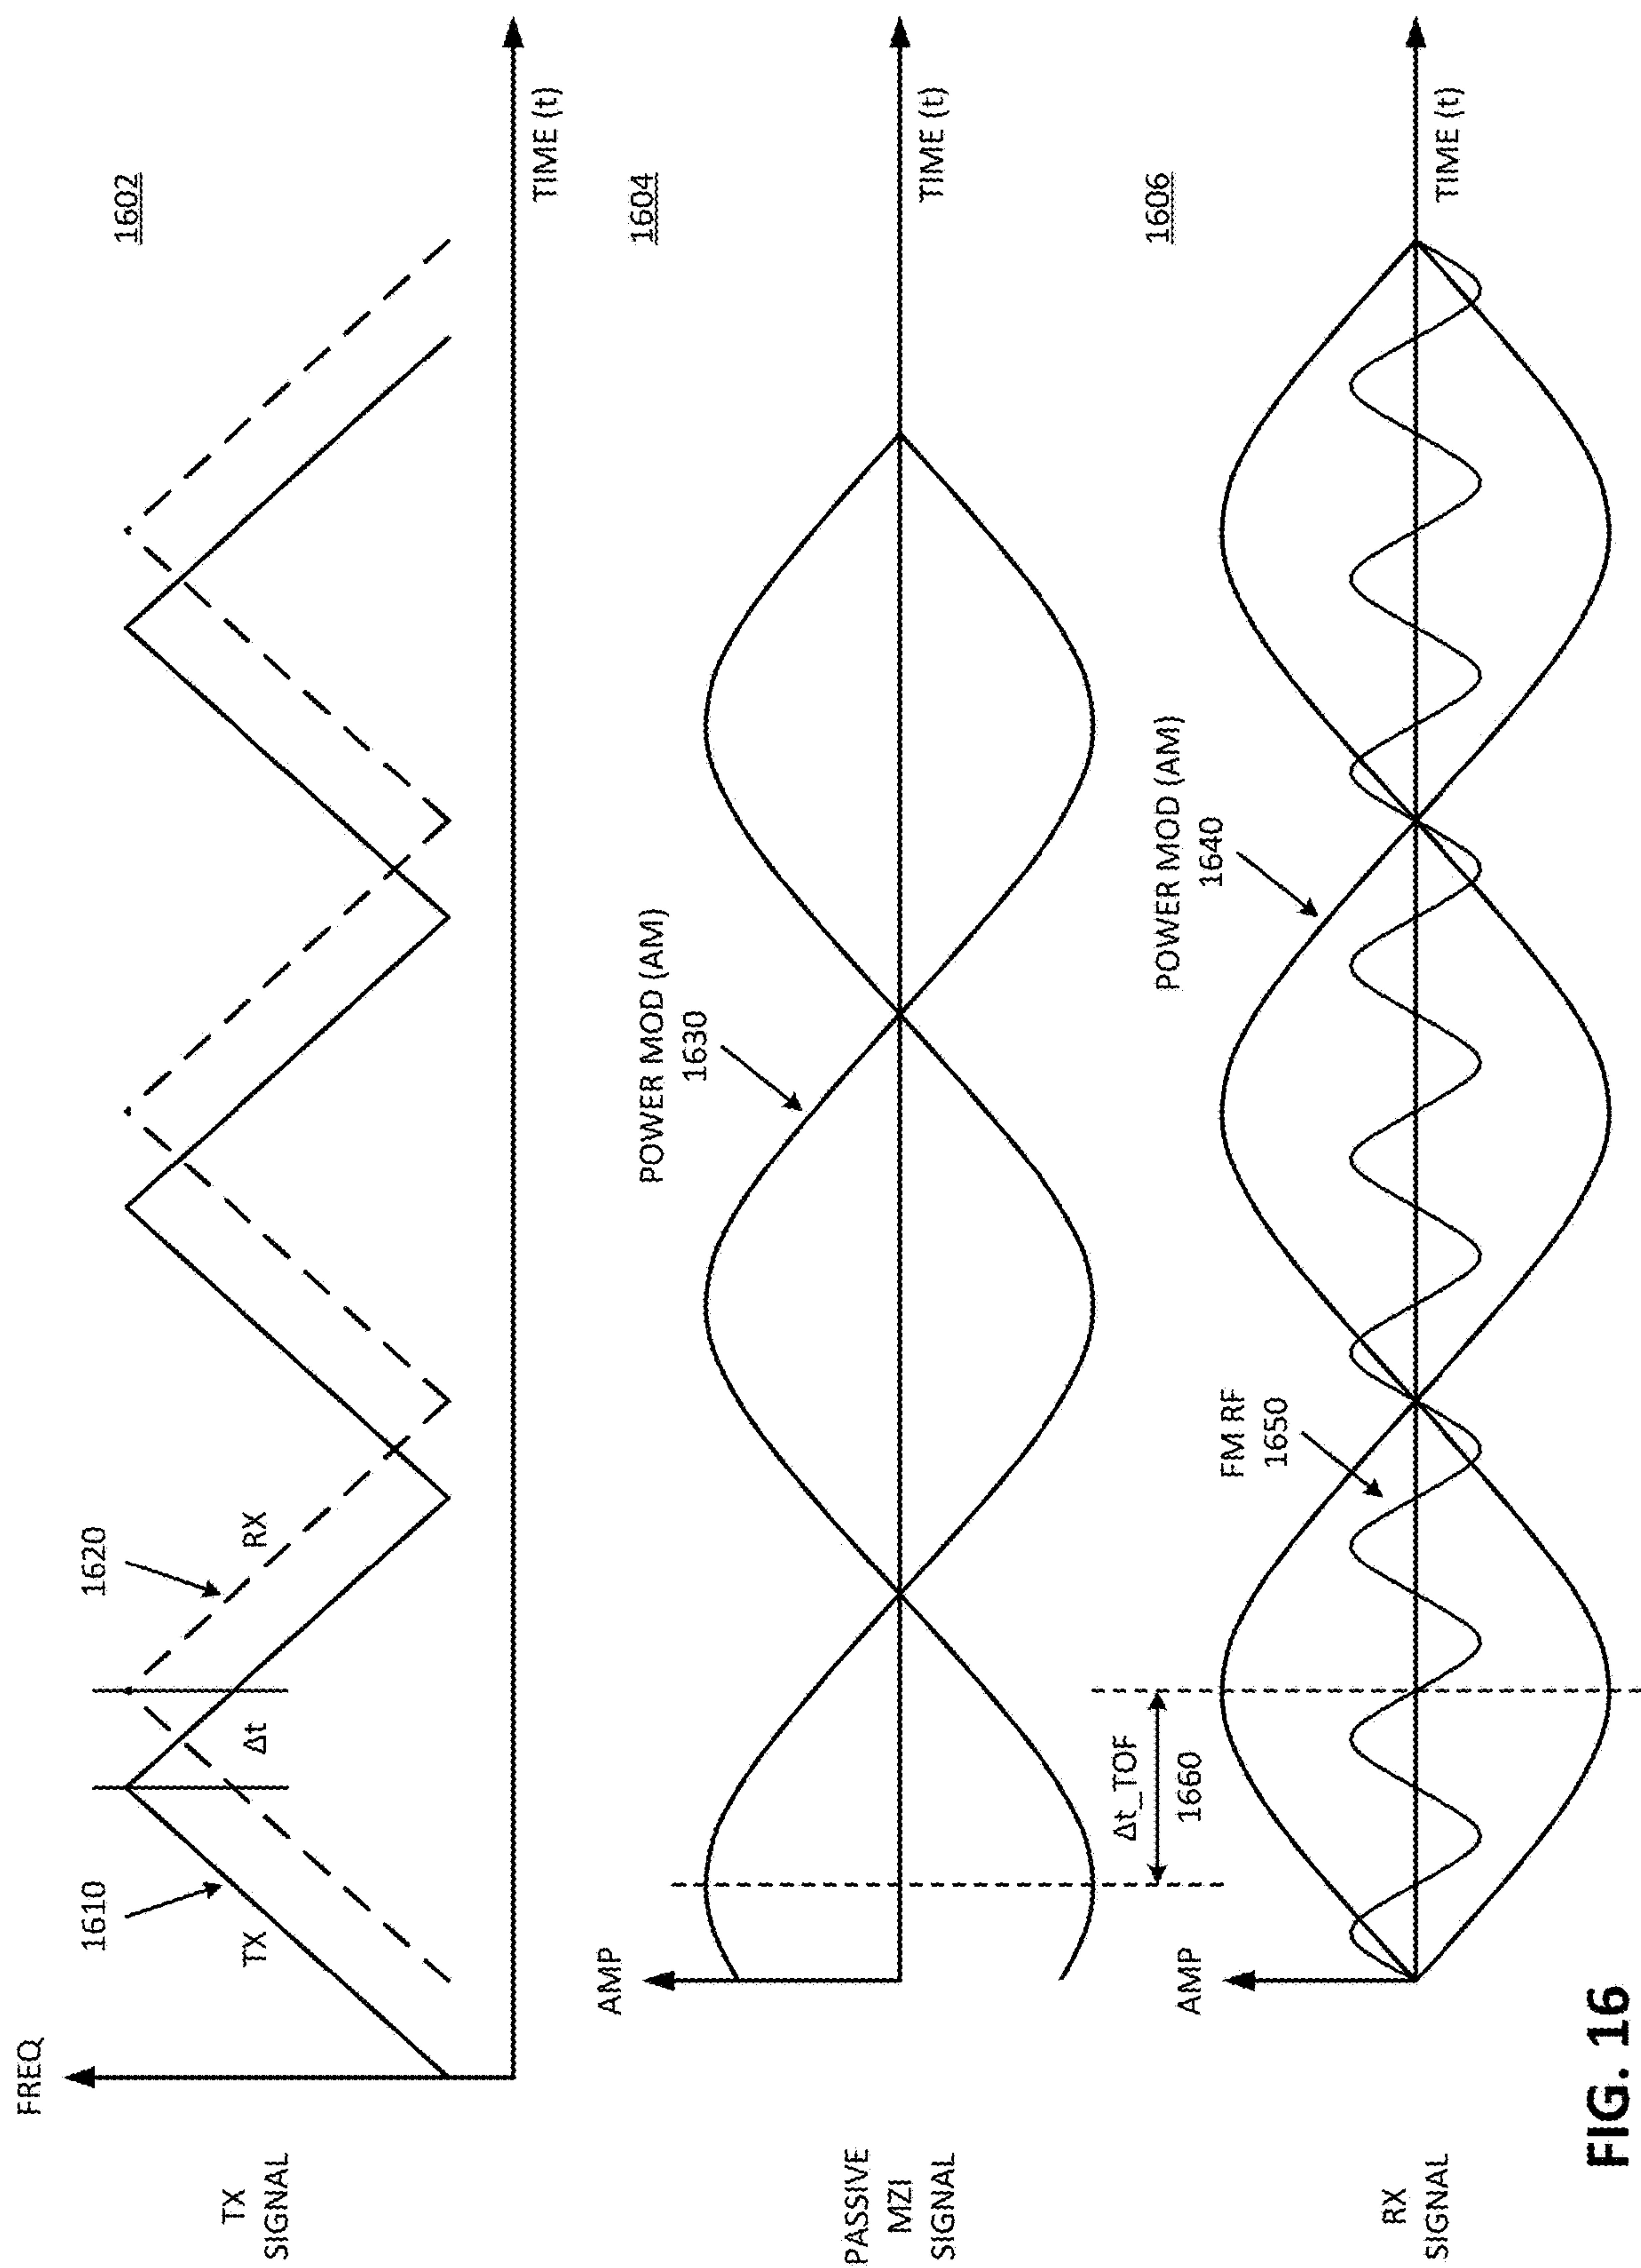 1602
FREQ
1610
1620
TX
Δt
RX
TX
SIGNAL
TIME (t)
1604
AMP
POWER MOD (AM)
1630
PASSIVE
MZI
SIGNAL
TIME (t)
1606
Δt_TOF
1660
AMP
FM RF
1650
POWER MOD (AM)
1640
RX
SIGNAL
TIME (t)
FIG. 16